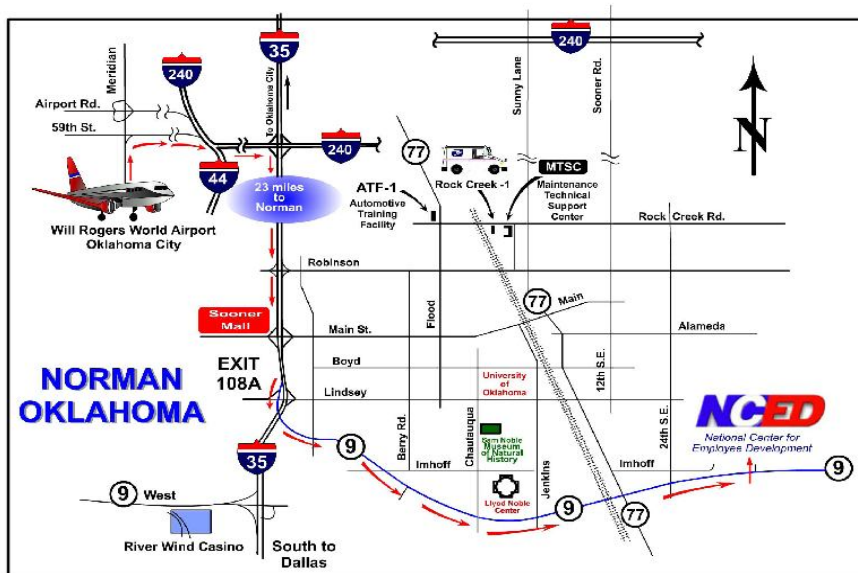 35
240
240
Meridian
Sunny Lane
Sooner Rd.
Airport Rd.
59th St.
To Oklahoma City
N
240
44
77
MTSC
ATF-1
Automotive
Training
Facility
Rock Creek -1
Maintenance
Technical
Support
Center
Rock Creek Rd.
23 miles
to
Norman
Will Rogers World Airport
Oklahoma City
Robinson
77
Main
Flood
Sooner
Mall
Main St.
Alameda
EXIT
108A
Boyd
Lindsey
NORMAN
OKLAHOMA
University
of
Oklahoma
12th S.E.
24th S.E.
Berry Rd.
Chautauqua
Sam Noble
Museum
of Natural
History
NCED
National Center for
Employee Development
35
9
Imhoff
Imhoff
9
Jenkins
Llyod Noble
Center
9
77
9 West
River Wind Casino
South to
Dallas